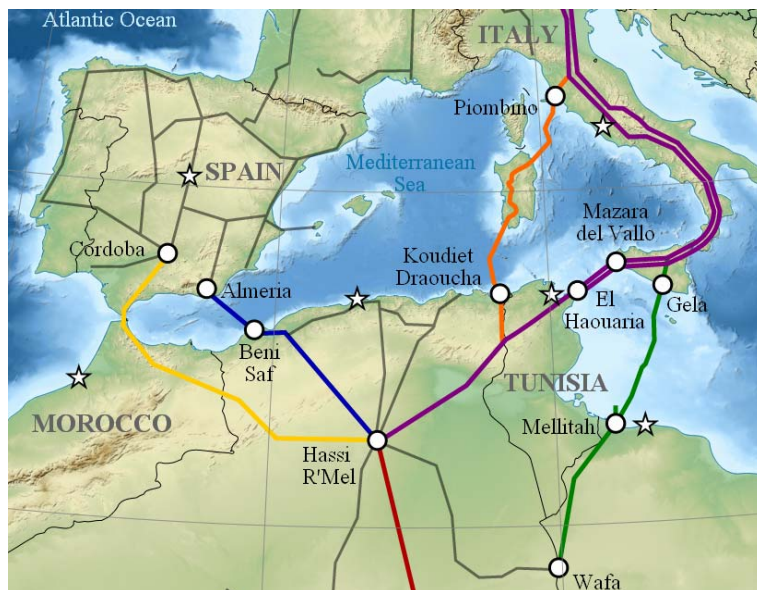 Atlantic Ocean
ITALY
Piombino
Mediterranean
Sea
SPAIN
Mazara
del Vallo
Cordoba
Koudiet
Draoucha
Almeria
El
Haouaria
Gela
Beni
Saf
TUNISIA
MOROCCO
Mellitah
Hassi
R'Mel
Wafa